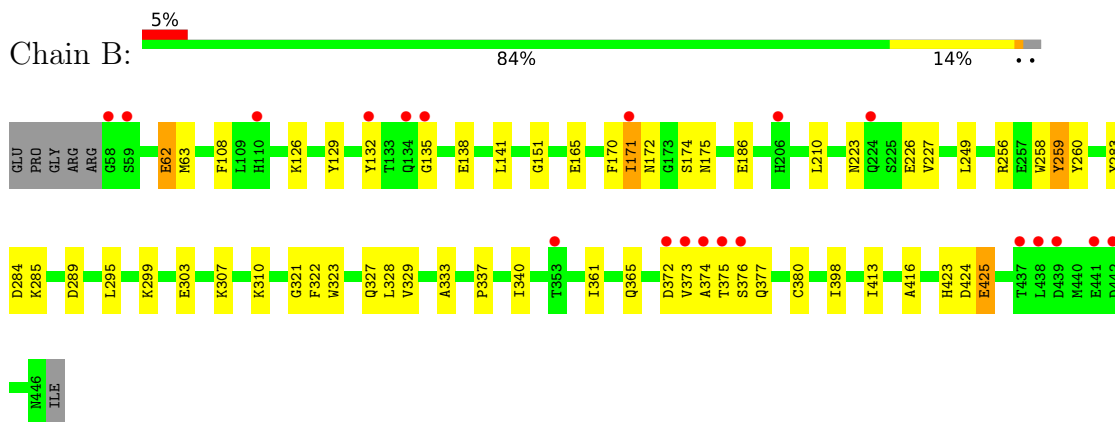 5%
Chain B:
84% 14% • •
GLU PRO GLY ARG ARG G58 S59 E62 M63 F108 L109 H110 K126 Y129 Y132 T133 Q134 G135 E138 L141 G151 E165 F170 I171 N172 G173 S174 N175 E186 H206 L210 N223 Q224 S225 E226 V227 L249 R256 E257 W258 Y259 Y260
D284 K285 D289 L295 K299 E303 K307 K310 G321 F322 W323 Q327 L328 V329 A333 P337 I340 T353 I361 Q365 D372 V373 A374 T375 S376 Q377 C380 I398 I413 A416 H423 D424 E425 T437 L438 D439 M440 E441
N446 ILE